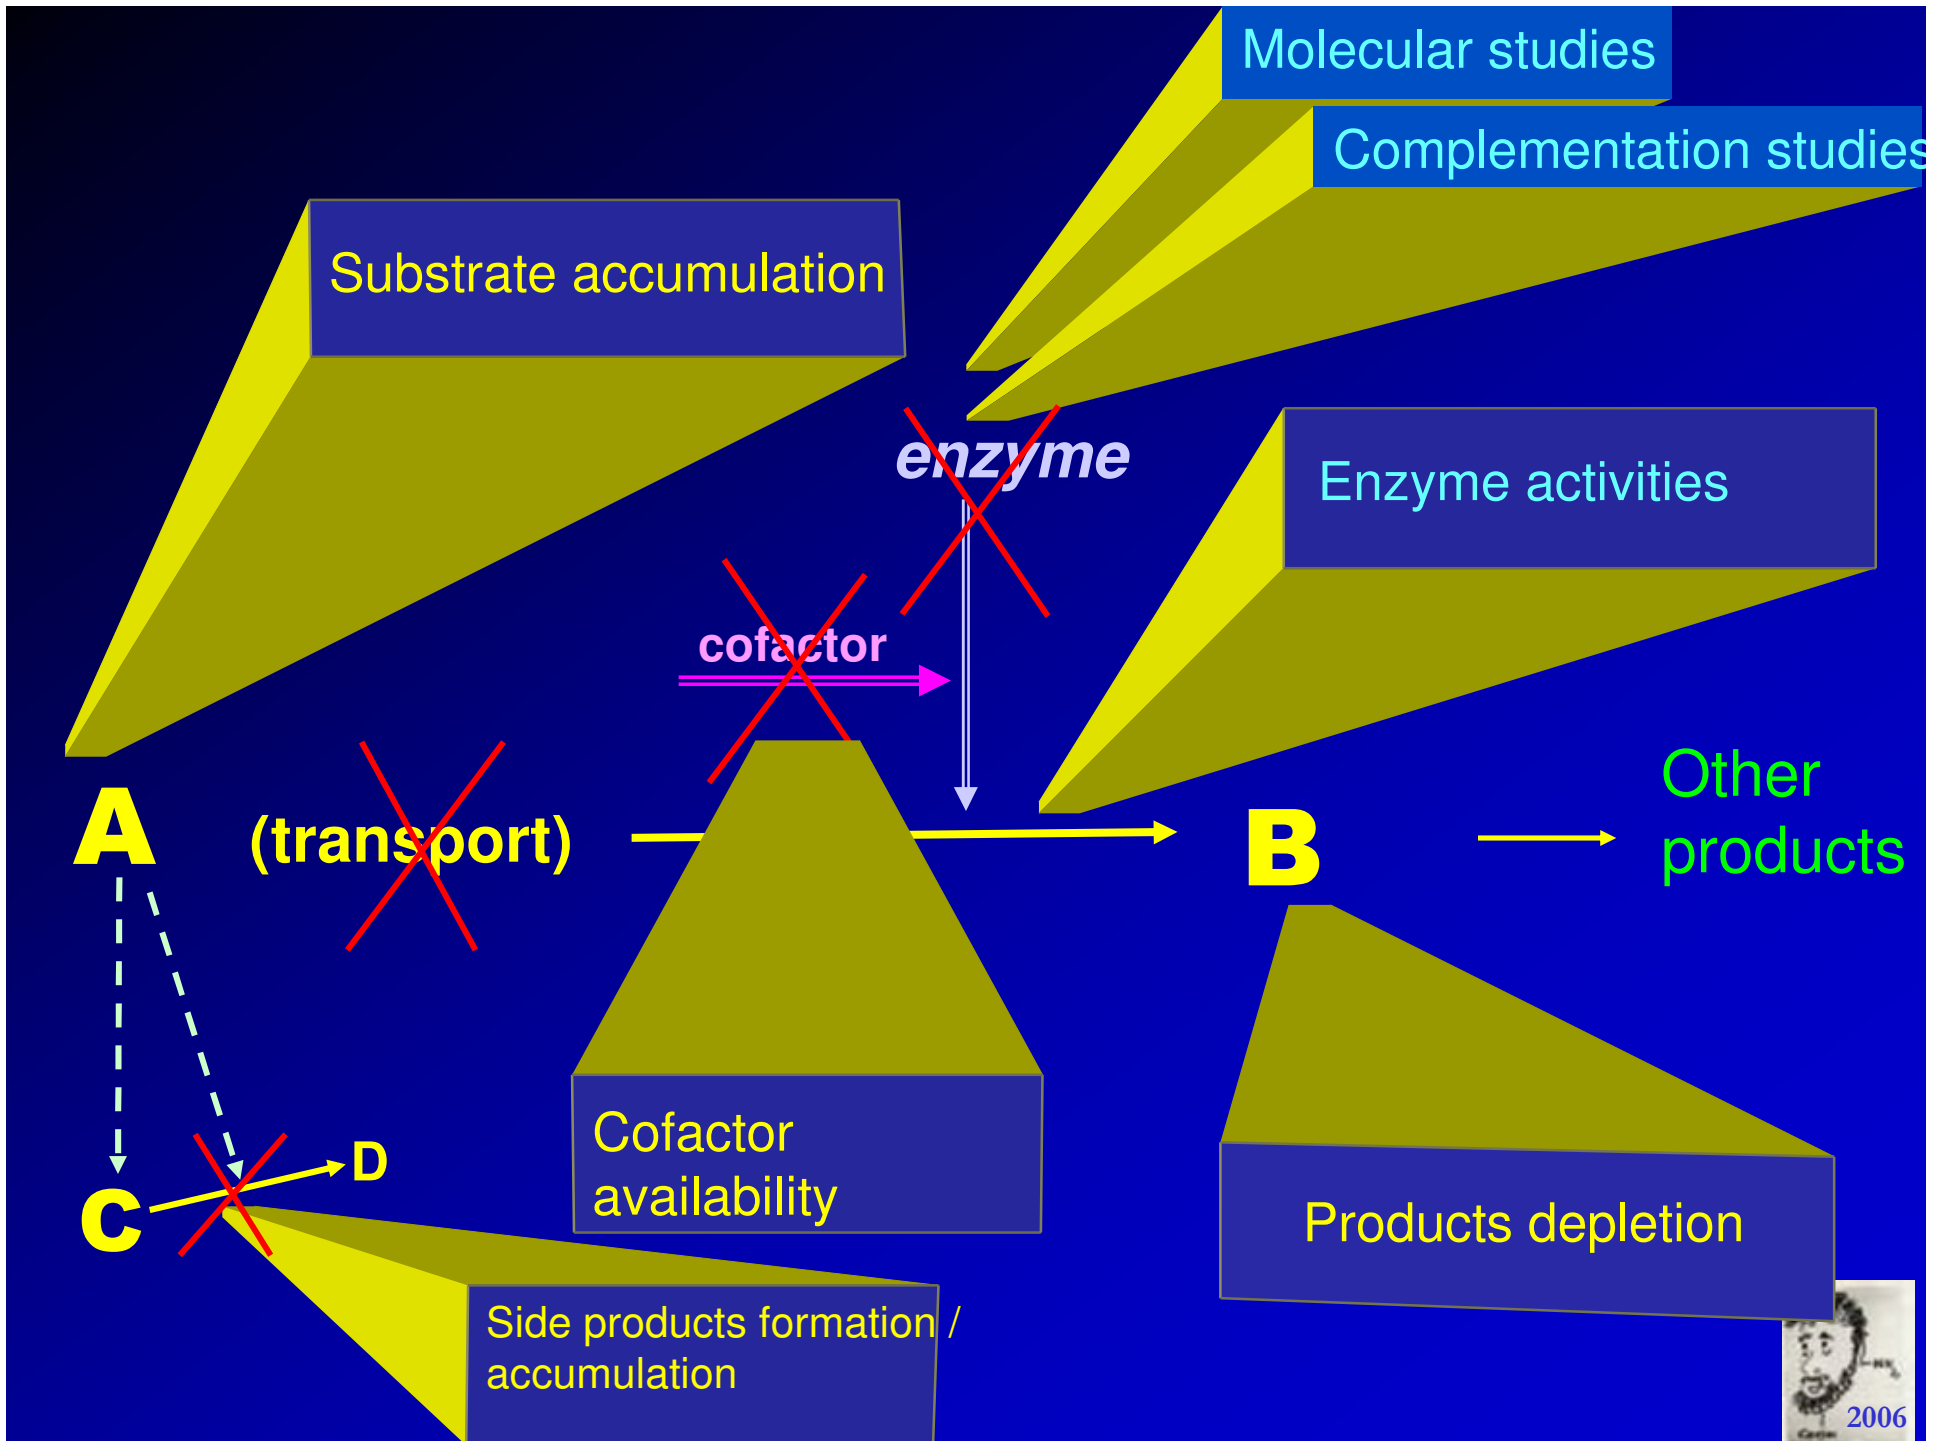 Molecular studies
Complementation studies
Substrate accumulation
enzyme
Enzyme activities
cofactor
A
(transport)
B
Other
products
C
D
Cofactor
availability
Products depletion
Side products formation /
accumulation
2006